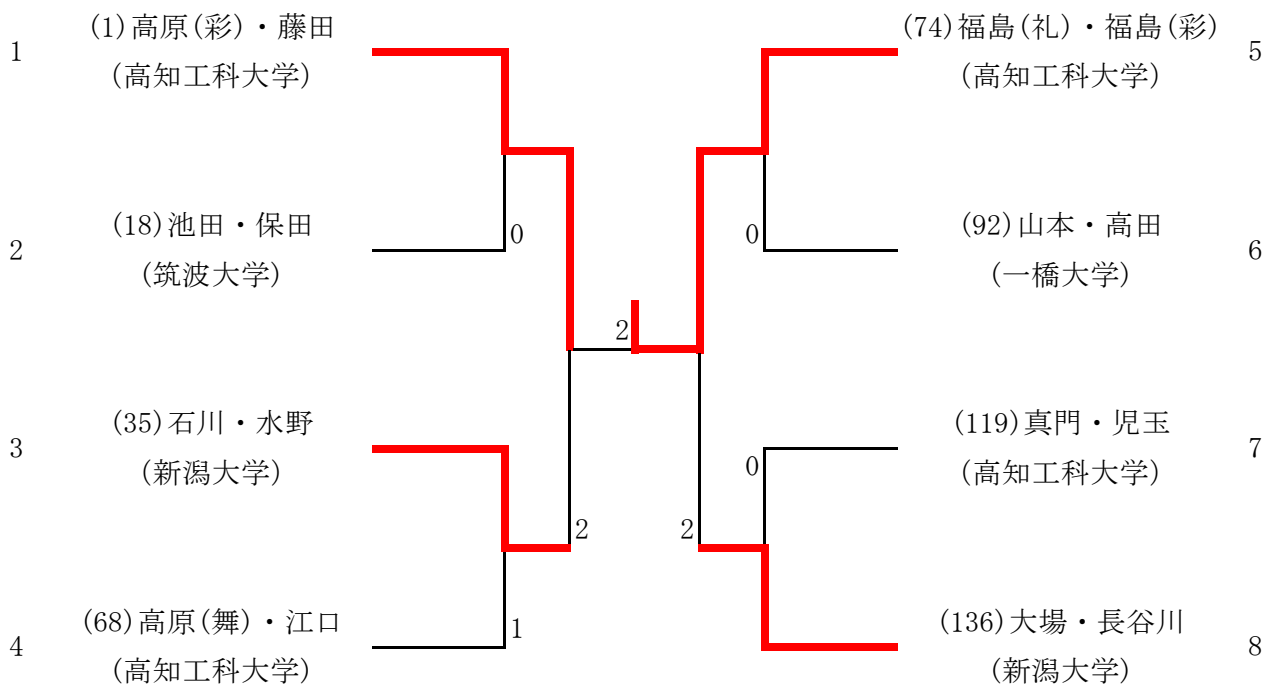 1
(1)高原(彩)・藤田
(高知工科大学)
2
(18)池田・保田
(筑波大学)
0
3
(35)石川・水野
(新潟大学)
2
4
(68)高原(舞)・江口
(高知工科大学)
1
2
(74)福島(礼)・福島(彩)
(高知工科大学)
5
0
(92)山本・高田
(一橋大学)
6
0
(119)真門・児玉
(高知工科大学)
7
2
(136)大場・長谷川
(新潟大学)
8